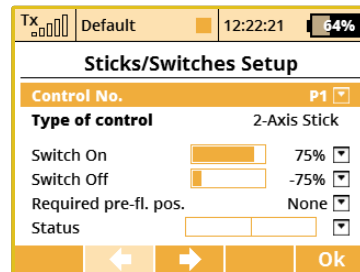 Tx Default 12:22:21 64%
Sticks/Switches Setup
Control No. P1
Type of control 2-Axis Stick
Switch On 75%
Switch Off -75%
Required pre-fl. pos. None
Status
Ok